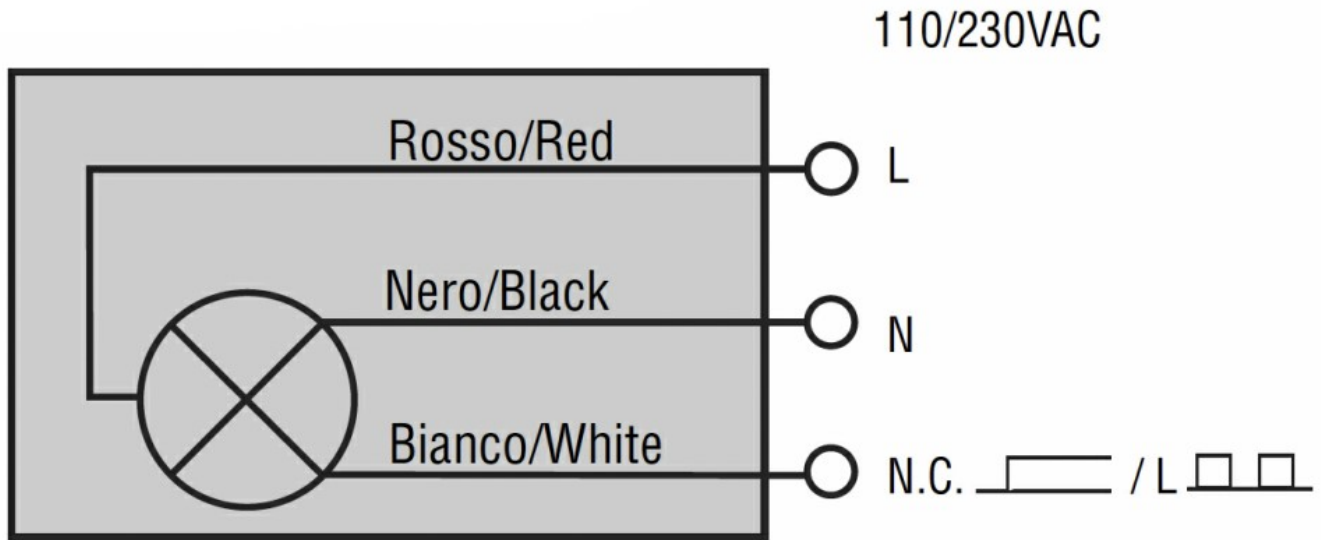 110/230VAC
Rosso/Red
L
Nero/Black
N
Bianco/White
N.C. / L